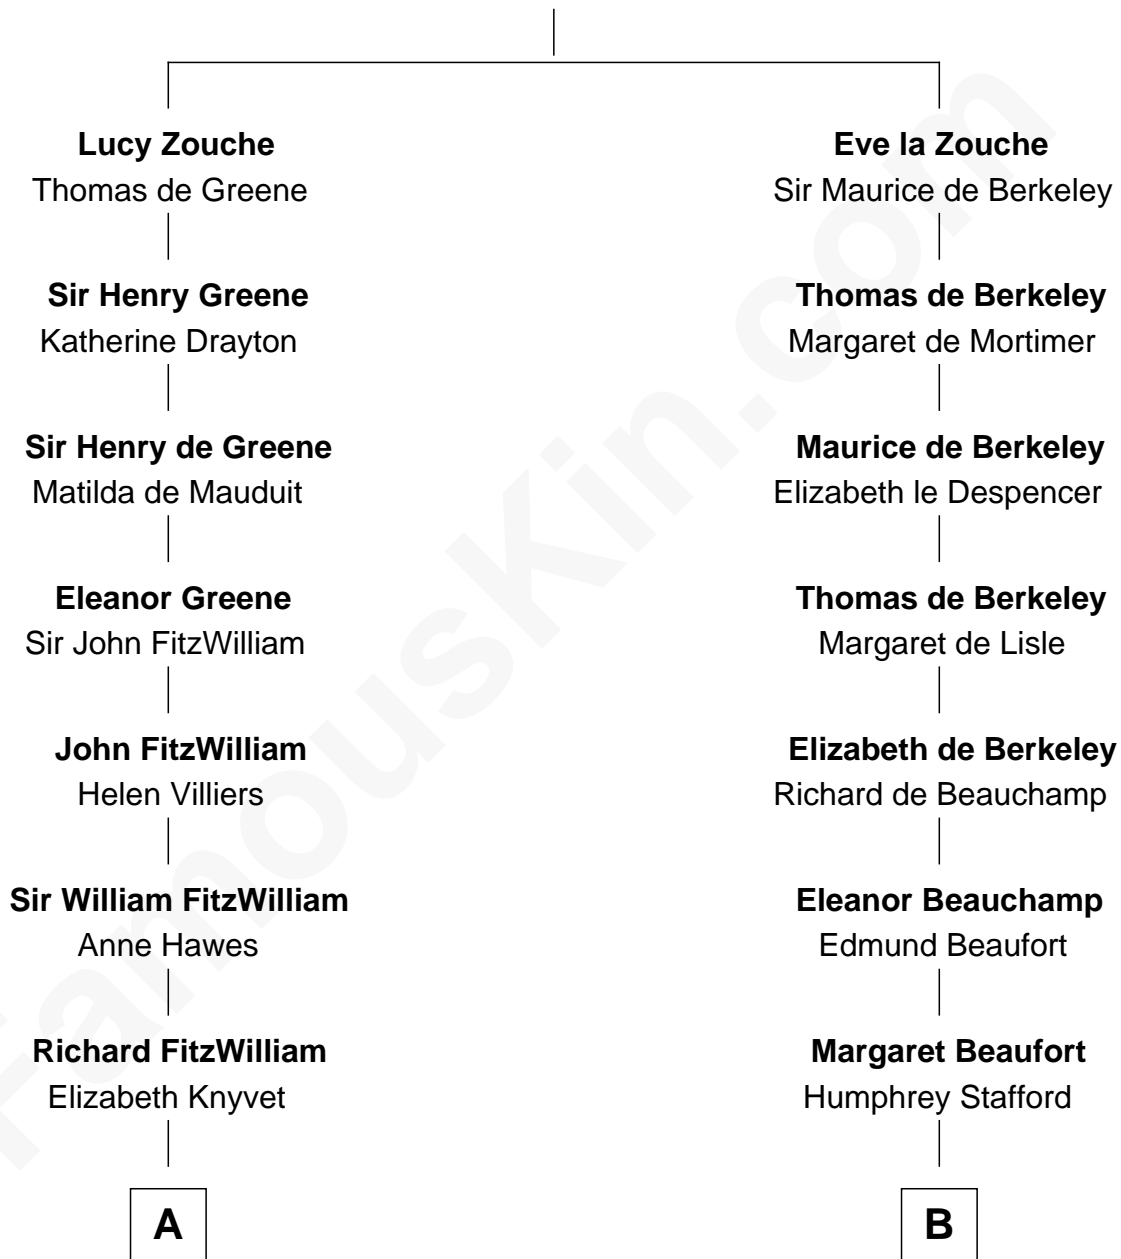 Lucy Zouche
Thomas de Greene
Sir Henry Greene
Katherine Drayton
Sir Henry de Greene
Matilda de Mauduit
Eleanor Greene
Sir John FitzWilliam
John FitzWilliam
Helen Villiers
Sir William FitzWilliam
Anne Hawes
Richard FitzWilliam
Elizabeth Knyvet
A
Eve la Zouche
Sir Maurice de Berkeley
Thomas de Berkeley
Margaret de Mortimer
Maurice de Berkeley
Elizabeth le Despencer
Thomas de Berkeley
Margaret de Lisle
Elizabeth de Berkeley
Richard de Beauchamp
Eleanor Beauchamp
Edmund Beaufort
Margaret Beaufort
Humphrey Stafford
B
FamousKin.com